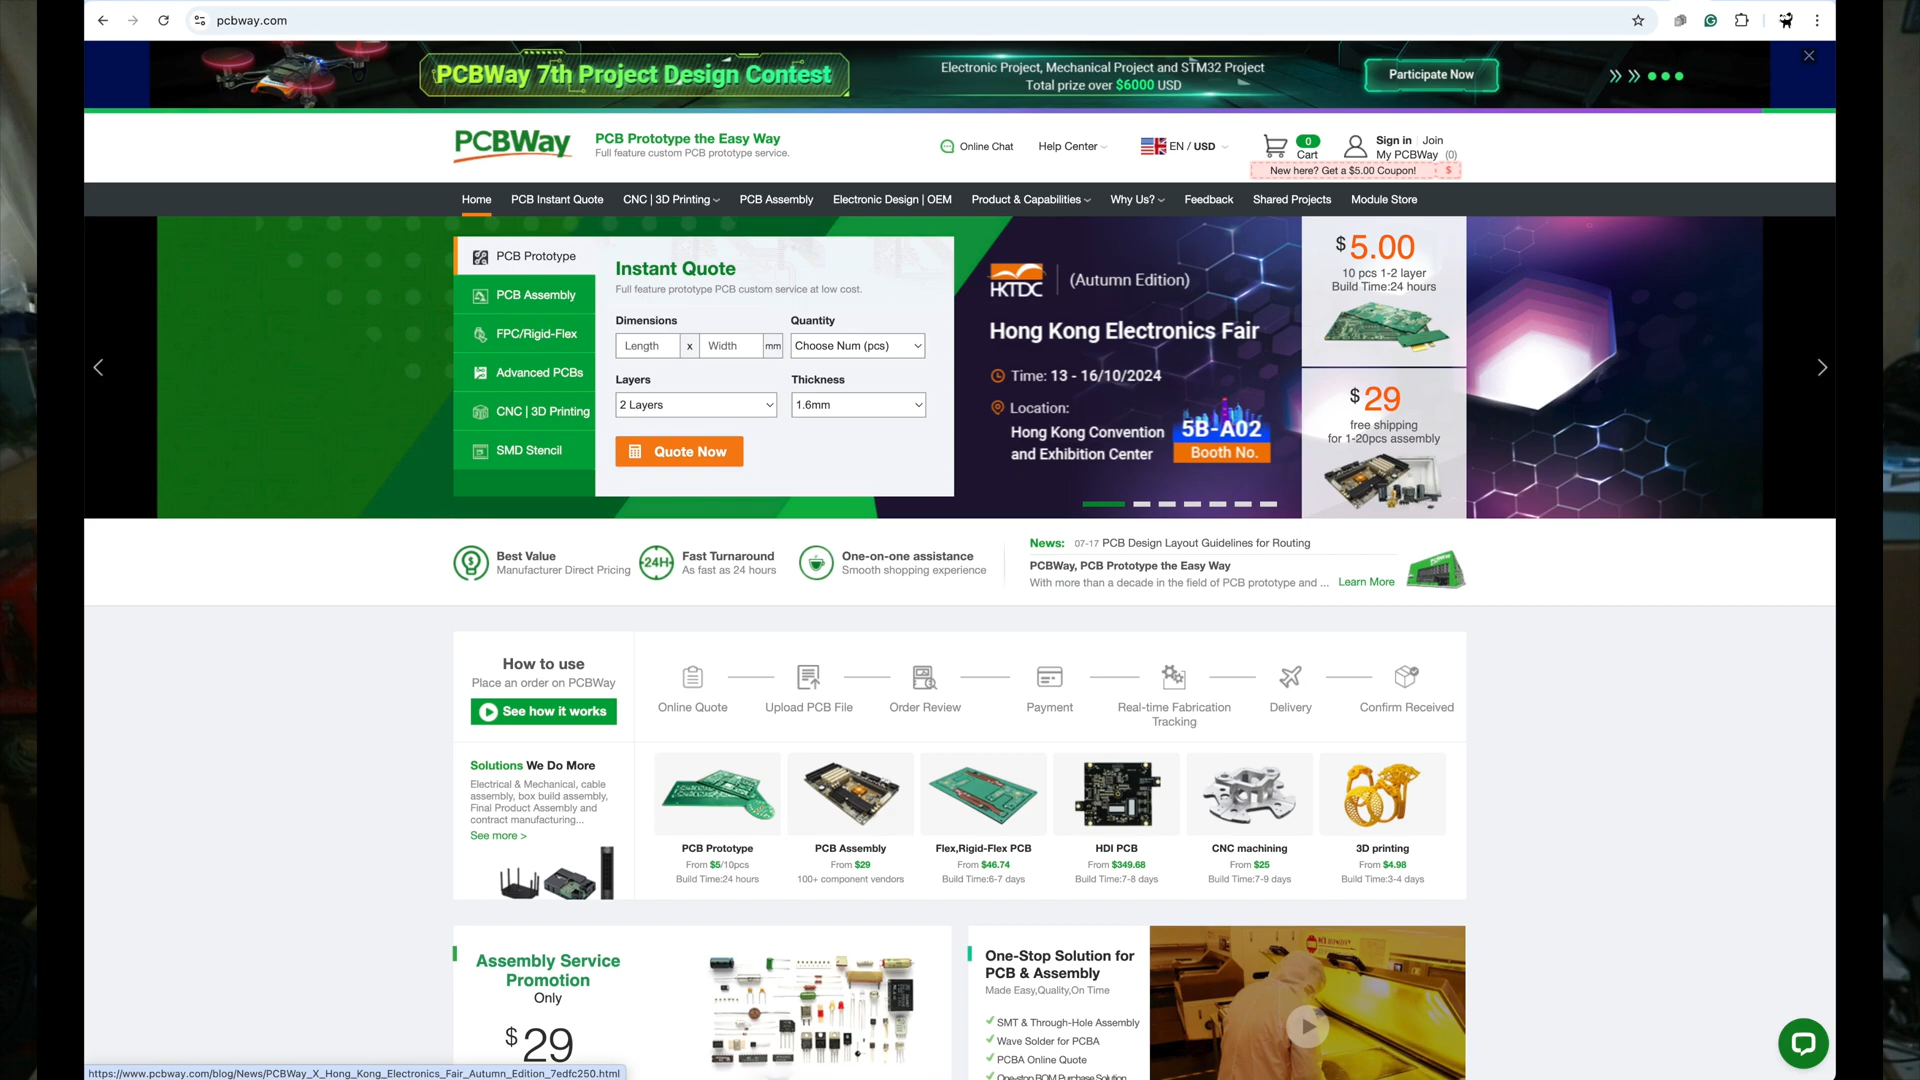 pcbway.com
PCBWay 7th Project Design Contest
Electronic Project, Mechanical Project and STM32 Project
Total prize over $6000 USD
Participate Now
PCBWay
PCB Prototype the Easy Way
Full feature custom PCB prototype service.
Online Chat
Help Center
EN / USD
0
Cart
Sign in Join
My PCBWay (0)
New here? Get a $5.00 Coupon! $
Home PCB Instant Quote CNC | 3D Printing PCB Assembly Electronic Design | OEM Product & Capabilities Why Us? Feedback Shared Projects Module Store
PCB Prototype
PCB Assembly
FPC/Rigid-Flex
Advanced PCBs
CNC | 3D Printing
SMD Stencil
Instant Quote
Full feature prototype PCB custom service at low cost.
Dimensions
Quantity
Length x Width mm
Choose Num (pcs)
Layers
Thickness
2 Layers
1.6mm
Quote Now
HKTDC
(Autumn Edition)
Hong Kong Electronics Fair
Time: 13 - 16/10/2024
Location:
Hong Kong Convention
and Exhibition Center
5B-A02
Booth No.
$5.00
10 pcs 1-2 layer
Build Time:24 hours
$29
free shipping
for 1-20pcs assembly
Best Value
Manufacturer Direct Pricing
24H
Fast Turnaround
As fast as 24 hours
One-on-one assistance
Smooth shopping experience
News: 07-17 PCB Design Layout Guidelines for Routing
PCBWay, PCB Prototype the Easy Way
With more than a decade in the field of PCB prototype and ... Learn More
How to use
Place an order on PCBWay
See how it works
Online Quote
Upload PCB File
Order Review
Payment
Real-time Fabrication
Tracking
Delivery
Confirm Received
Solutions We Do More
Electrical & Mechanical, cable
assembly, box build assembly,
Final Product Assembly and
contract manufacturing...
See more >
PCB Prototype
From $5/10pcs
Build Time:24 hours
PCB Assembly
From $29
100+ component vendors
Flex,Rigid-Flex PCB
From $46.74
Build Time:6-7 days
HDI PCB
From $349.68
Build Time:7-8 days
CNC machining
From $25
Build Time:7-9 days
3D printing
From $4.98
Build Time:3-4 days
Assembly Service
Promotion
Only
$29
One-Stop Solution for
PCB & Assembly
Made Easy,Quality,On Time
SMT & Through-Hole Assembly
Wave Solder for PCBA
PCBA Online Quote
One-stop BOM Purchase Solution
https://www.pcbway.com/blog/News/PCBWay_X_Hong_Kong_Electronics_Fair_Autumn_Edition_7edfc250.html